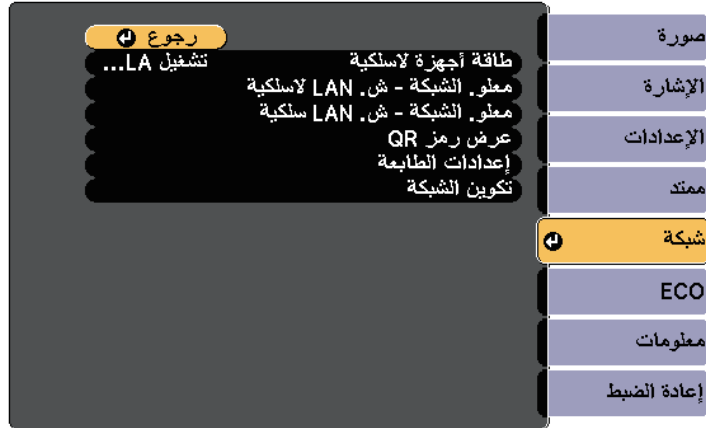 صورة
الإشارة
الإعدادات
ممتد
شبكة
ECO
معلومات
إعادة الضبط
رجوع
طاقة أجهزة لاسلكية تشغيل LA...
معلو. الشبكة - ش. LAN لاسلكية
معلو. الشبكة - ش. LAN سلكية
عرض رمز QR
إعدادات الطابعة
تكوين الشبكة